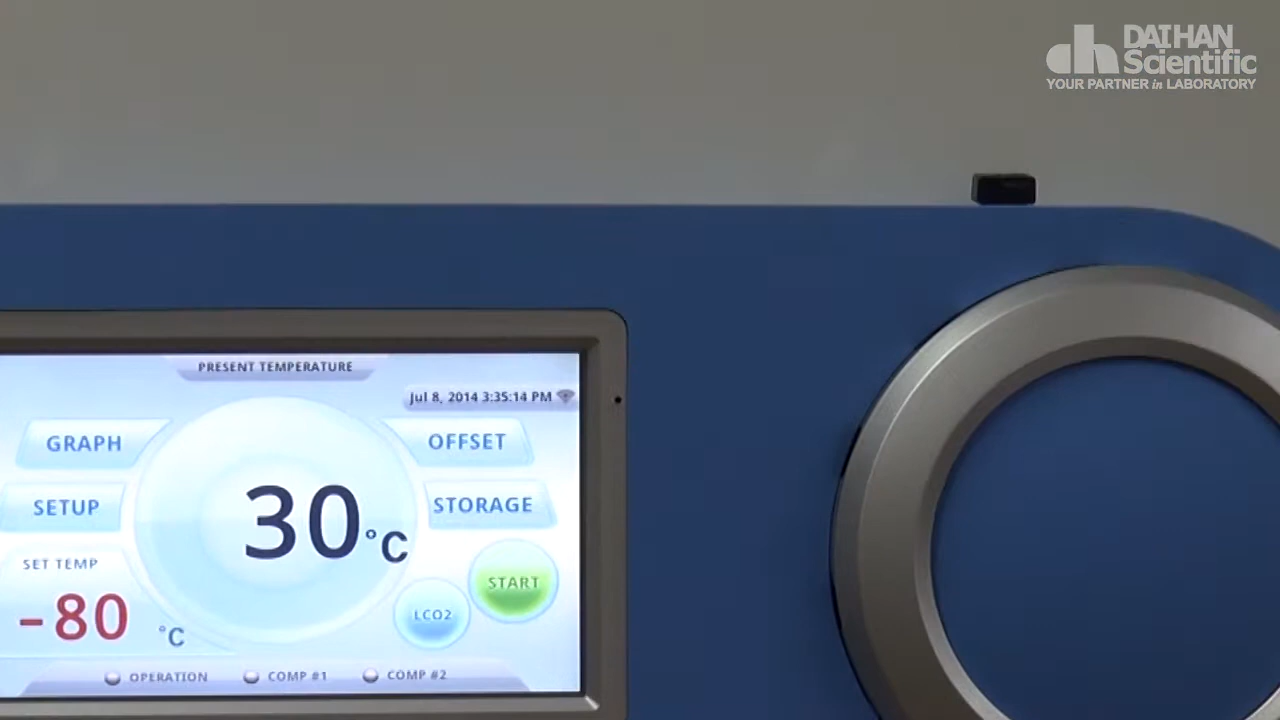 DAIHAN
Scientific
YOUR PARTNER in LABORATORY
PRESENT TEMPERATURE
Jul 8, 2014 3:35:14 PM
GRAPH
OFFSET
SETUP
STORAGE
30°C
SET TEMP
-80 °C
START
LCO2
OPERATION
COMP #1
COMP #2